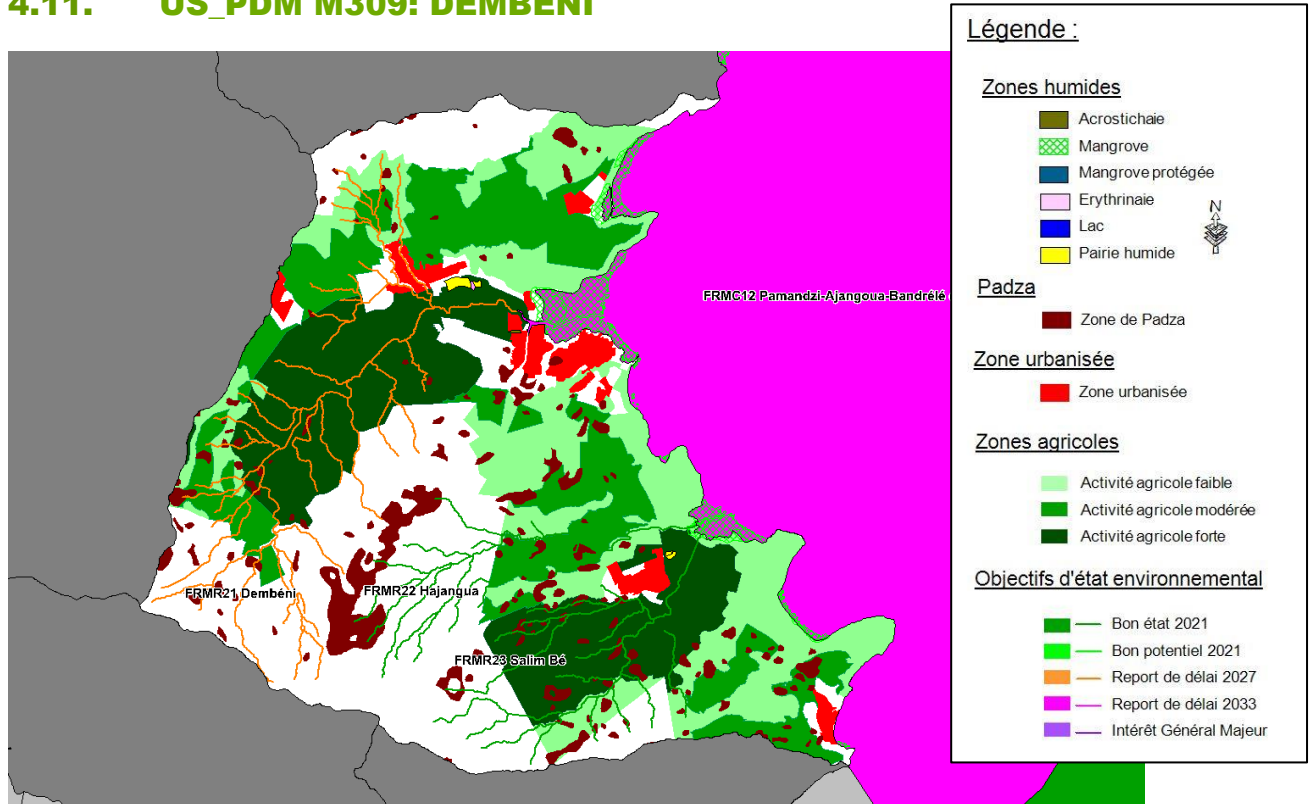 4.11. US_PDM M309: DEMBENI
Légende :
Zones humides
Acrostichaie
Mangrove
Mangrove protégée
Erythrinaie
Lac
Pairie humide
N
Padza
Zone de Padza
Zone urbanisée
Zone urbanisée
Zones agricoles
Activité agricole faible
Activité agricole modérée
Activité agricole forte
Objectifs d'état environnemental
Bon état 2021
Bon potentiel 2021
Report de délai 2027
Report de délai 2033
Intérêt Général Majeur
FRMC12 Pamandzi-Ajangoua-Bandrélé
FRMR21 Dembéni
FRMR22 Hajangua
FRMR23 Salim Bé